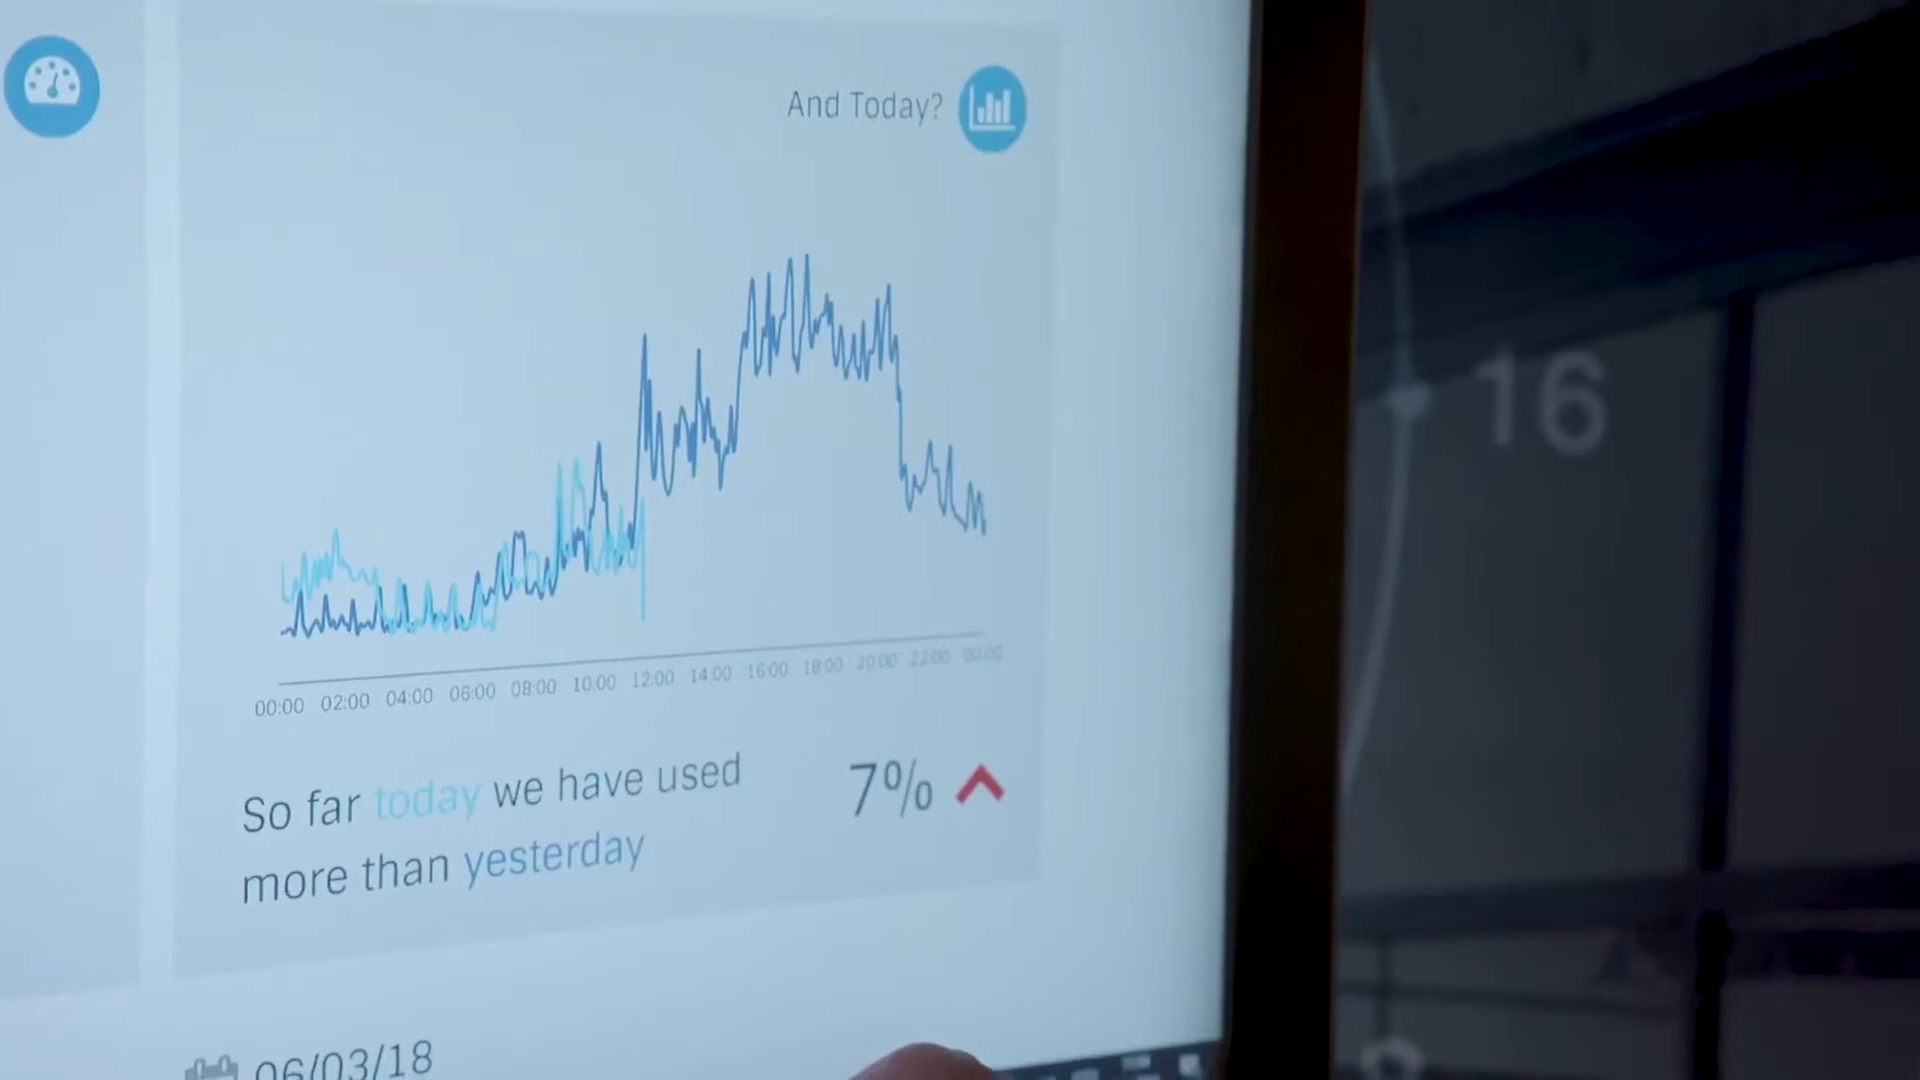 And Today?
16
00:00 02:00 04:00 06:00 08:00 10:00 12:00 14:00 16:00 18:00 20:00 22:00 00:00
So far today we have used
more than yesterday
7%
06/03/18